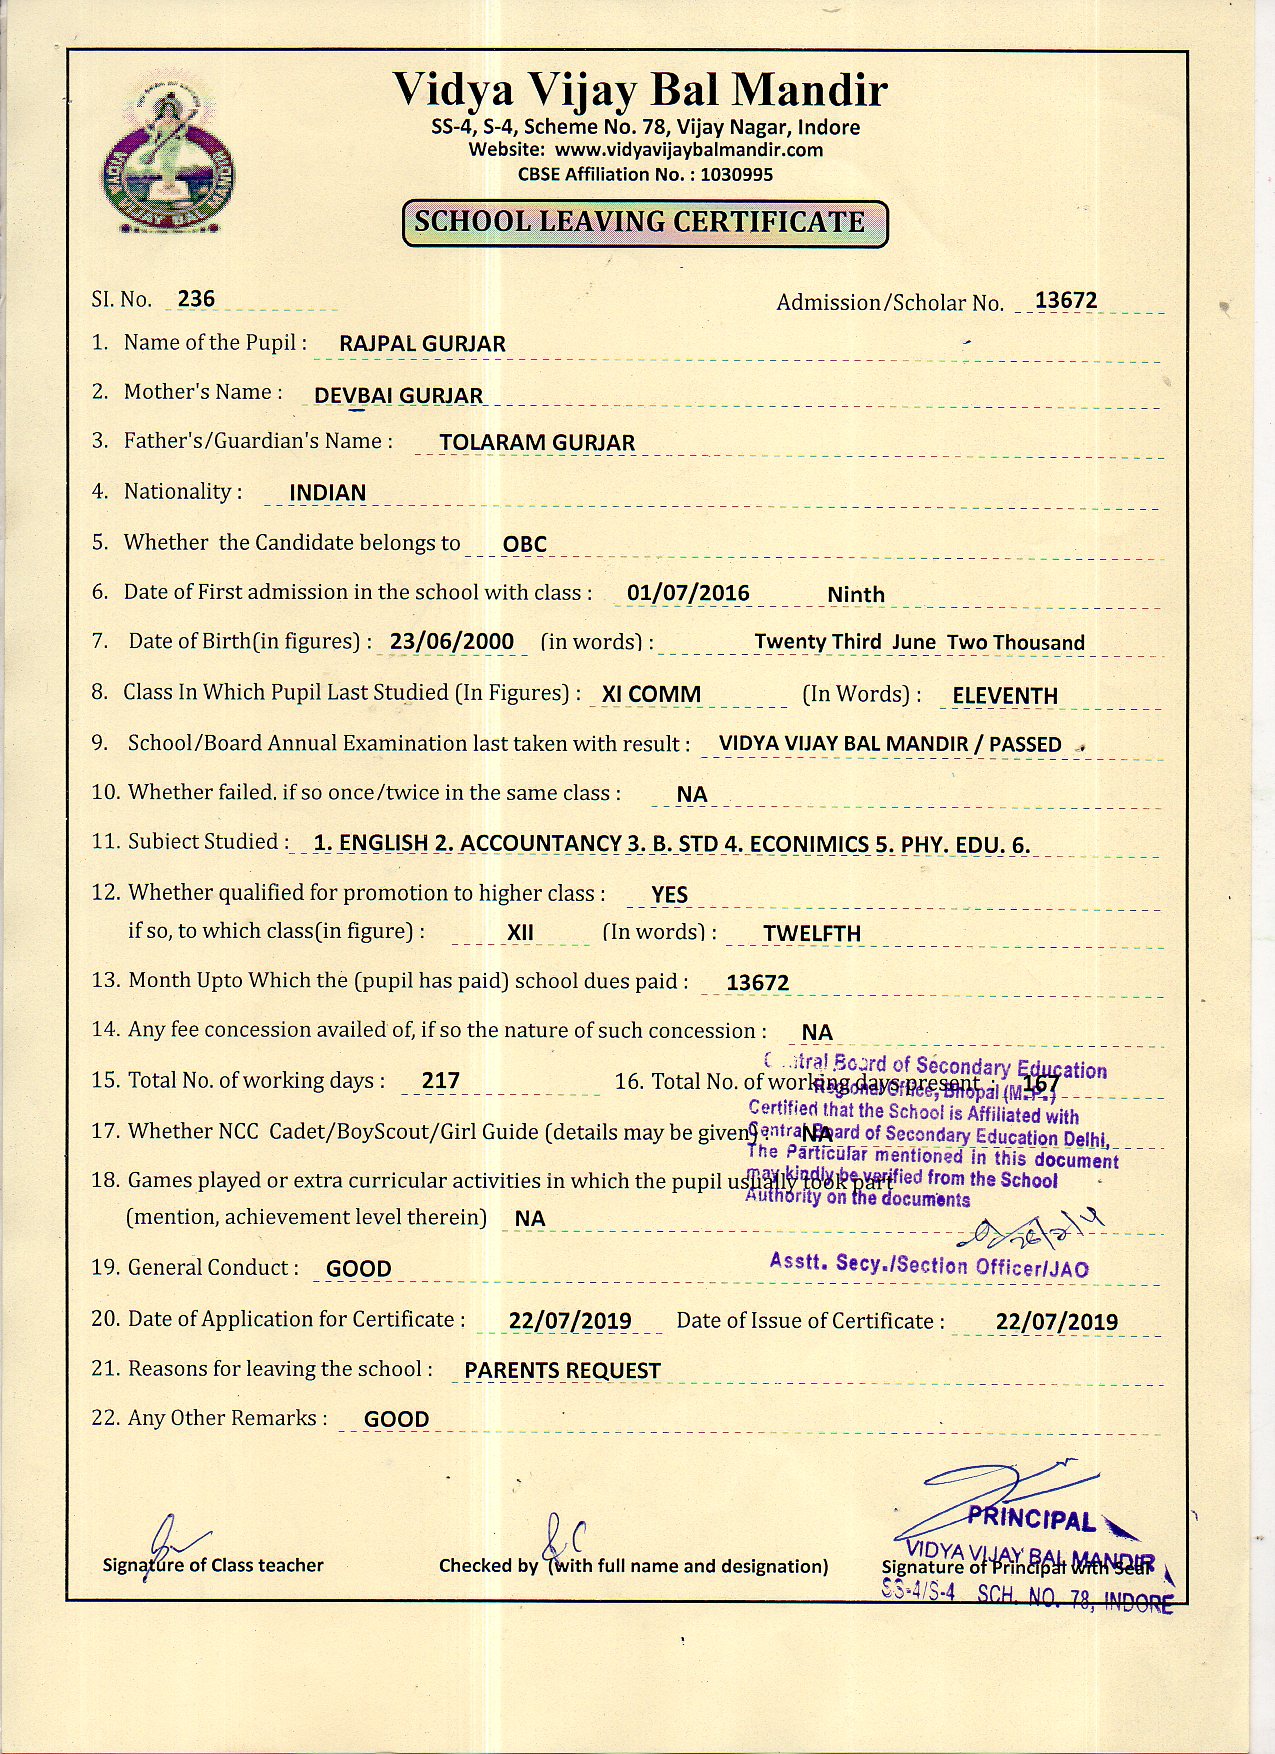 Vidya Vijay Bal Mandir
SS-4, S-4, Scheme No. 78, Vijay Nagar, Indore
Website: www.vidyavijaybalmandir.com
CBSE Affiliation No. : 1030995
VIDYA VIJAY BAL MANDIR
SCHOOL LEAVING CERTIFICATE
SI. No. 236 Admission/Scholar No. 13672
1. Name of the Pupil : RAJPAL GURJAR
2. Mother's Name : DEVBAI GURJAR
3. Father's/Guardian's Name : TOLARAM GURJAR
4. Nationality : INDIAN
5. Whether the Candidate belongs to OBC
6. Date of First admission in the school with class : 01/07/2016 Ninth
7. Date of Birth(in figures) : 23/06/2000 (in words) : Twenty Third June Two Thousand
8. Class In Which Pupil Last Studied (In Figures) : XI COMM (In Words) : ELEVENTH
9. School/Board Annual Examination last taken with result : VIDYA VIJAY BAL MANDIR / PASSED
10. Whether failed. if so once/twice in the same class : NA
11. Subject Studied : 1. ENGLISH 2. ACCOUNTANCY 3. B. STD 4. ECONIMICS 5. PHY. EDU. 6.
12. Whether qualified for promotion to higher class : YES
if so, to which class(in figure) : XII (In words) : TWELFTH
13. Month Upto Which the (pupil has paid) school dues paid : 13672
14. Any fee concession availed of, if so the nature of such concession : NA
15. Total No. of working days : 217 16. Total No. of working days present : 167
17. Whether NCC Cadet/BoyScout/Girl Guide (details may be given) : NA
18. Games played or extra curricular activities in which the pupil usually took part
(mention, achievement level therein) NA
Central Board of Secondary Education
Regional Office, Bhopal (M.P.)
Certified that the School is Affiliated with
Central Board of Secondary Education Delhi,
The Particular mentioned in this document
may kindly be verified from the School
Authority on the documents
Asstt. Secy./Section Officer/JAO
19. General Conduct : GOOD
20. Date of Application for Certificate : 22/07/2019 Date of Issue of Certificate : 22/07/2019
21. Reasons for leaving the school : PARENTS REQUEST
22. Any Other Remarks : GOOD
PRINCIPAL
VIDYA VIJAY BAL MANDIR
Signature of Class teacher Checked by (with full name and designation) Signature of Principal with Seal
SS-4/S-4 SCH. NO. 78, INDORE